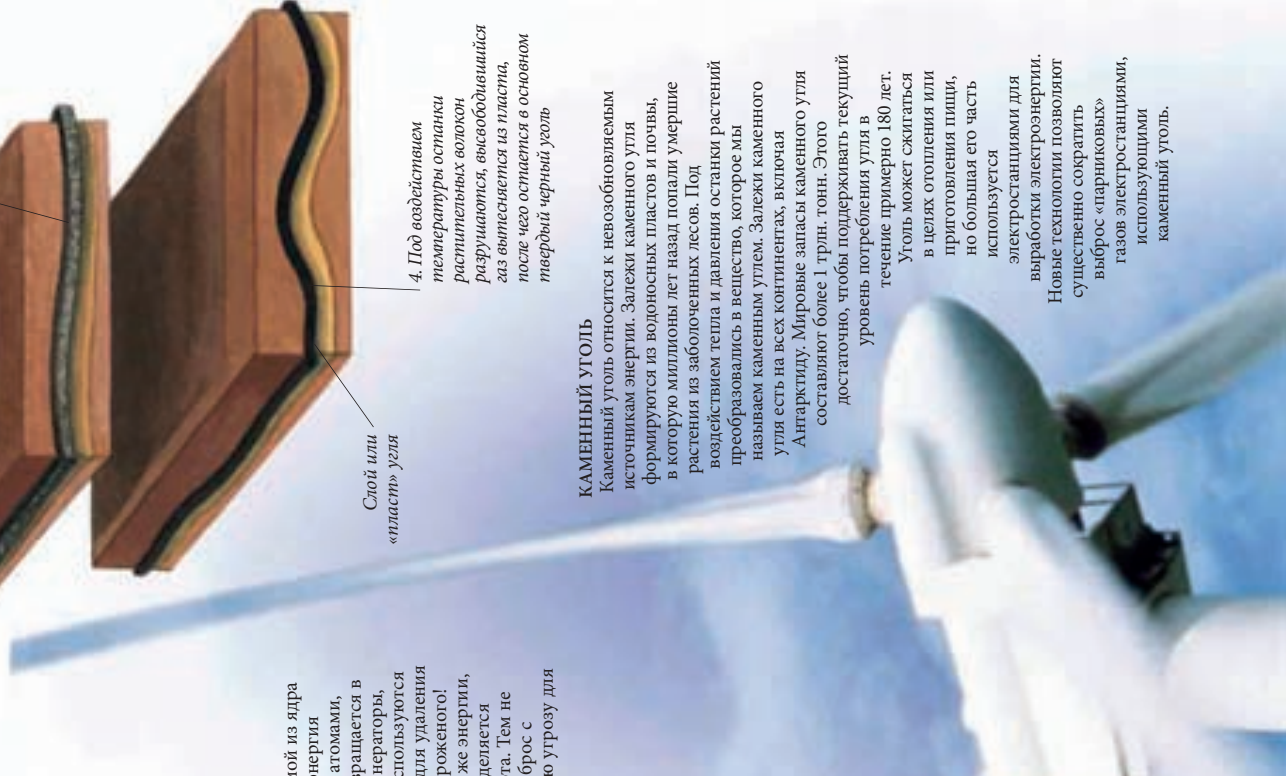 4. Под воздействием
температуры останки
растительных волокон
разрушаются, высвободившийся
газ вытесняется из пласта,
после чего остается в основном
твердый черный уголь
Слой или
«пласт» угля
КАМЕННЫЙ УГОЛЬ
Каменный уголь относится к невозобновляемым
источникам энергии. Залежи каменного угля
формируются из водоносных пластов и почвы,
в которую миллионы лет назад попали умершие
растения из заболоченных лесов. Под
воздействием тепла и давления останки растений
преобразовались в вещество, которое мы
называем каменным углем. Залежи каменного
угля есть на всех континентах, включая
Антарктиду. Мировые запасы каменного угля
составляют более 1 трлн. тонн. Этого
достаточно, чтобы поддерживать текущий
уровень потребления угля в
течение примерно 180 лет.
Уголь может сжигаться
в целях отопления или
приготовления пищи,
но большая его часть
используется
электростанциями для
выработки электроэнергии.
Новые технологии позволяют
существенно сократить
выброс «парниковых»
газов электростанциями,
использующими
каменный уголь.
из ядра
атомами,
спользуются
для удаления
же энергии,
деляется
Тем не
брос с
угрозу для